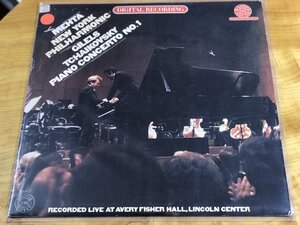 DIGITAL RECORDING
MEHTA
NEW YORK
PHILHARMONIC
GILELS
TCHAIKOVSKY
PIANO CONCERTO NO.1
RECORDED LIVE AT AVERY FISHER HALL, LINCOLN CENTER